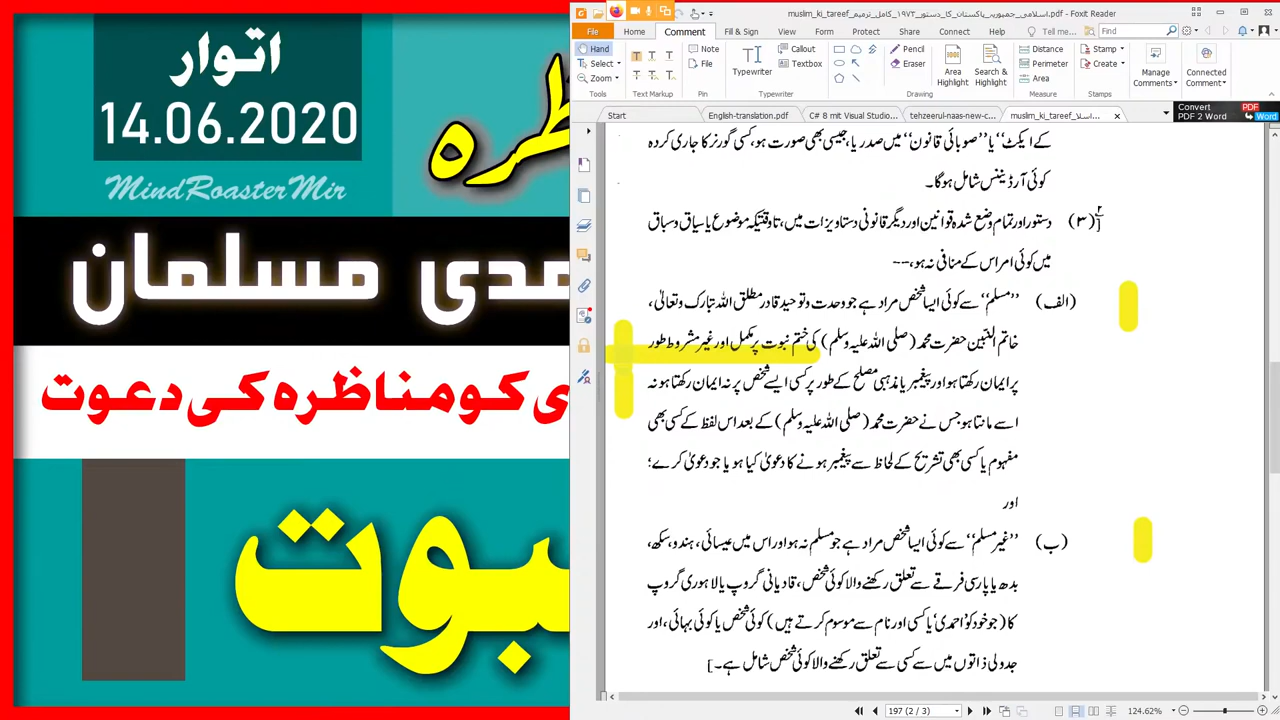 اتوار
14.06.2020
MindRoasterMir
ظرہ
مدی مسلمان
ی کو مناظرہ کی دعوت
بوت
muslim_ki_tareef_اسلامی_جمہوریہ_پاکستان_کا_دستور_١٩٧٣_کامل_ترمیم.pdf - Foxit Reader
File Home Comment Fill & Sign View Form Protect Share Connect Help Tell me... Find
Hand
Select
Zoom
Text Markup
Note
File
Pin
Typewriter
Callout
Textbox
Typewriter
Pencil
Eraser
Drawing
Area Highlight
Search & Highlight
Distance
Perimeter
Area
Measure
Stamp
Create
Stamps
Manage Comments
Connected Comment
Start English-translation.pdf C# 8 mit Visual Studio... tehzeerul-naas-new-c... muslim_ki_tareef_اسلا...
Convert PDF
PDF 2 Word Word
کے ایکٹ‘‘ یا ’’صوبائی قانون‘‘ میں صدر یا، جیسی بھی صورت ہو، کسی گورنر کا جاری کردہ
کوئی آرڈیننس شامل ہوگا۔
(٣) دستور اور تمام وضع شدہ قوانین اور دیگر قانونی دستاویزات میں، تاوقتیکہ موضوع یا سیاق و سباق
میں کوئی امر اس کے منافی نہ ہو، --
(الف) ’’مسلم‘‘ سے کوئی ایسا شخص مراد ہے جو وحدت و توحید قادر مطلق اللہ تبارک و تعالیٰ،
خاتم النبیین حضرت محمد (صلی اللہ علیہ وسلم) کی ختم نبوت پر مکمل اور غیر مشروط طور
پر ایمان رکھتا ہو اور پیغمبر یا مذہبی مصلح کے طور پر کسی ایسے شخص پر نہ ایمان رکھتا ہو نہ
اسے مانتا ہو جس نے حضرت محمد (صلی اللہ علیہ وسلم) کے بعد اس لفظ کے کسی بھی
مفہوم یا کسی بھی تشریح کے لحاظ سے پیغمبر ہونے کا دعویٰ کیا ہو یا جو دعویٰ کرے؛
اور
(ب) ’’غیر مسلم‘‘ سے کوئی ایسا شخص مراد ہے جو مسلم نہ ہو اور اس میں عیسائی، ہندو، سکھ،
بدھ یا پارسی فرقے سے تعلق رکھنے والا کوئی شخص، قادیانی گروپ یا لاہوری گروپ
کا (جو خود کو ’احمدی‘ یا کسی اور نام سے موسوم کرتے ہیں) کوئی شخص یا کوئی بہائی، اور
جدولی ذاتوں میں سے کسی سے تعلق رکھنے والا کوئی شخص شامل ہے۔]
197 (2 / 3) 124.62%